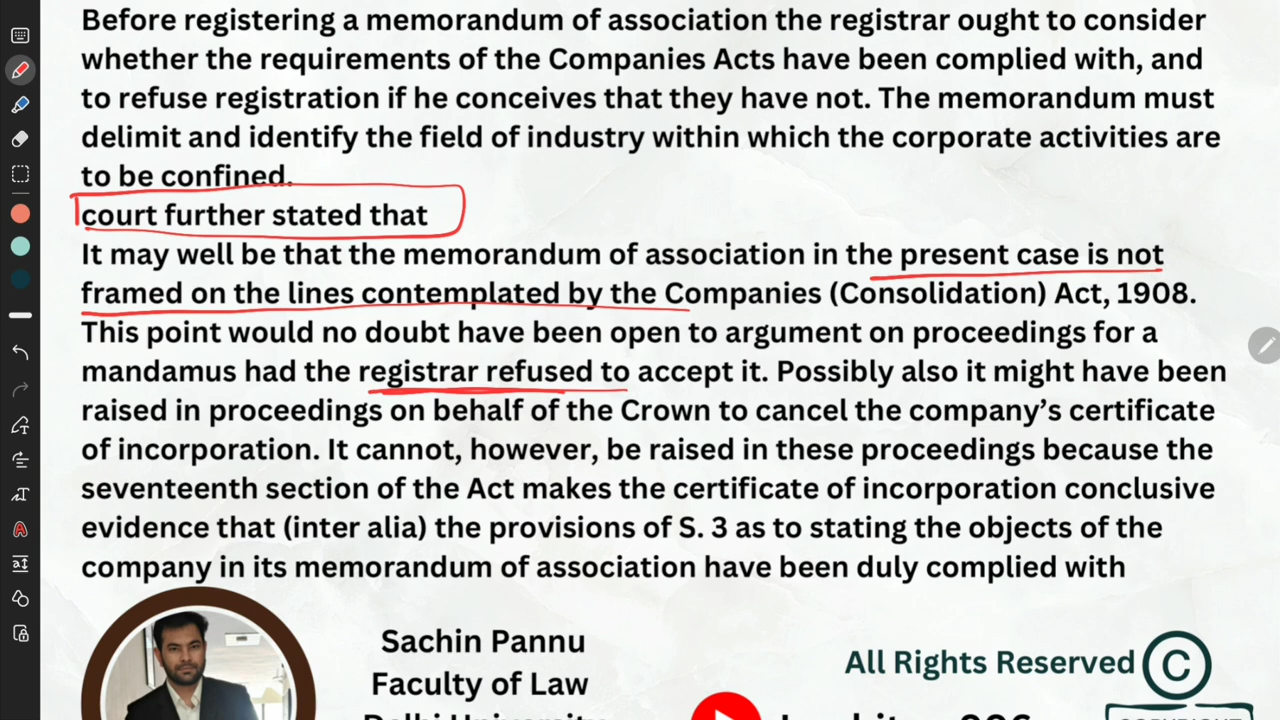 Before registering a memorandum of association the registrar ought to consider
whether the requirements of the Companies Acts have been complied with, and
to refuse registration if he conceives that they have not. The memorandum must
delimit and identify the field of industry within which the corporate activities are
to be confined.
court further stated that
It may well be that the memorandum of association in the present case is not
framed on the lines contemplated by the Companies (Consolidation) Act, 1908.
This point would no doubt have been open to argument on proceedings for a
mandamus had the registrar refused to accept it. Possibly also it might have been
raised in proceedings on behalf of the Crown to cancel the company’s certificate
of incorporation. It cannot, however, be raised in these proceedings because the
seventeenth section of the Act makes the certificate of incorporation conclusive
evidence that (inter alia) the provisions of S. 3 as to stating the objects of the
company in its memorandum of association have been duly complied with
Sachin Pannu
Faculty of Law
Delhi University
All Rights Reserved C
COPYRIGHT